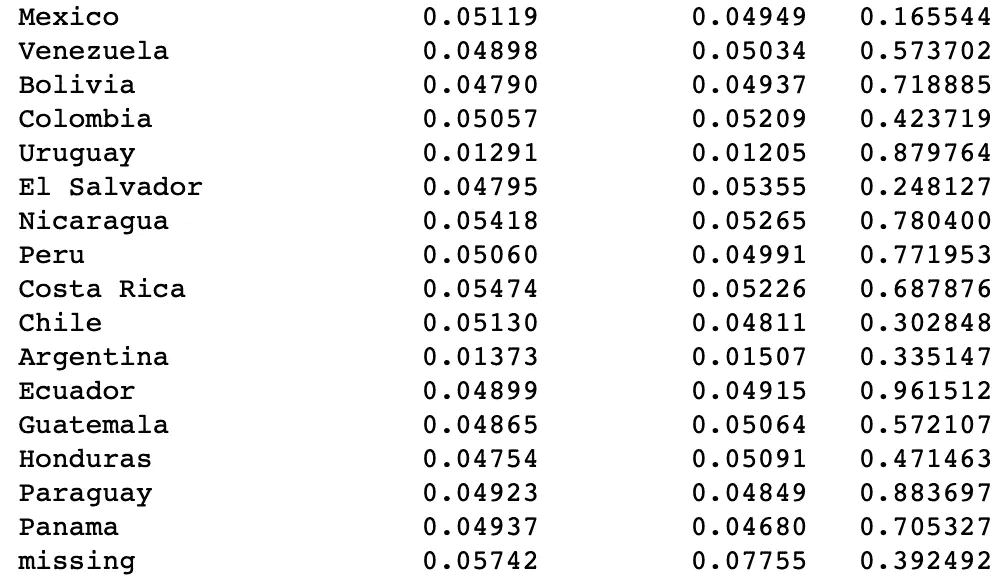 Mexico 0.05119 0.04949 0.165544
Venezuela 0.04898 0.05034 0.573702
Bolivia 0.04790 0.04937 0.718885
Colombia 0.05057 0.05209 0.423719
Uruguay 0.01291 0.01205 0.879764
El Salvador 0.04795 0.05355 0.248127
Nicaragua 0.05418 0.05265 0.780400
Peru 0.05060 0.04991 0.771953
Costa Rica 0.05474 0.05226 0.687876
Chile 0.05130 0.04811 0.302848
Argentina 0.01373 0.01507 0.335147
Ecuador 0.04899 0.04915 0.961512
Guatemala 0.04865 0.05064 0.572107
Honduras 0.04754 0.05091 0.471463
Paraguay 0.04923 0.04849 0.883697
Panama 0.04937 0.04680 0.705327
missing 0.05742 0.07755 0.392492